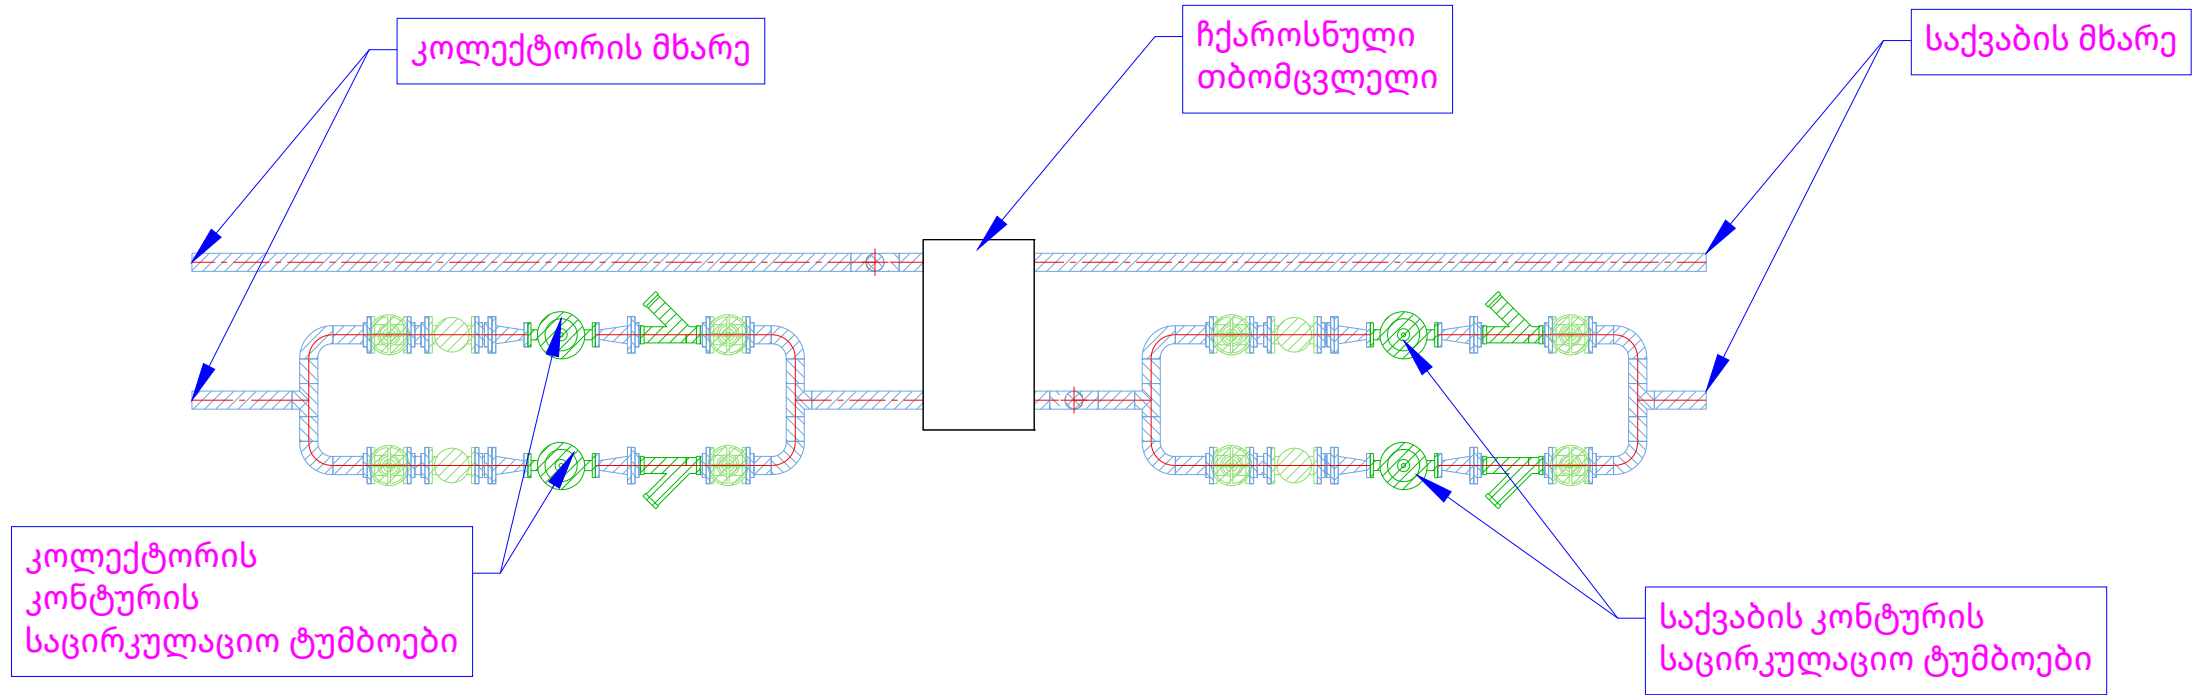 კოლექტორის მხარე
ჩქაროსნული
თბომცვლელი
საქვაბის მხარე
კოლექტორის
კონტურის
საცირკულაციო ტუმბოები
საქვაბის კონტურის
საცირკულაციო ტუმბოები